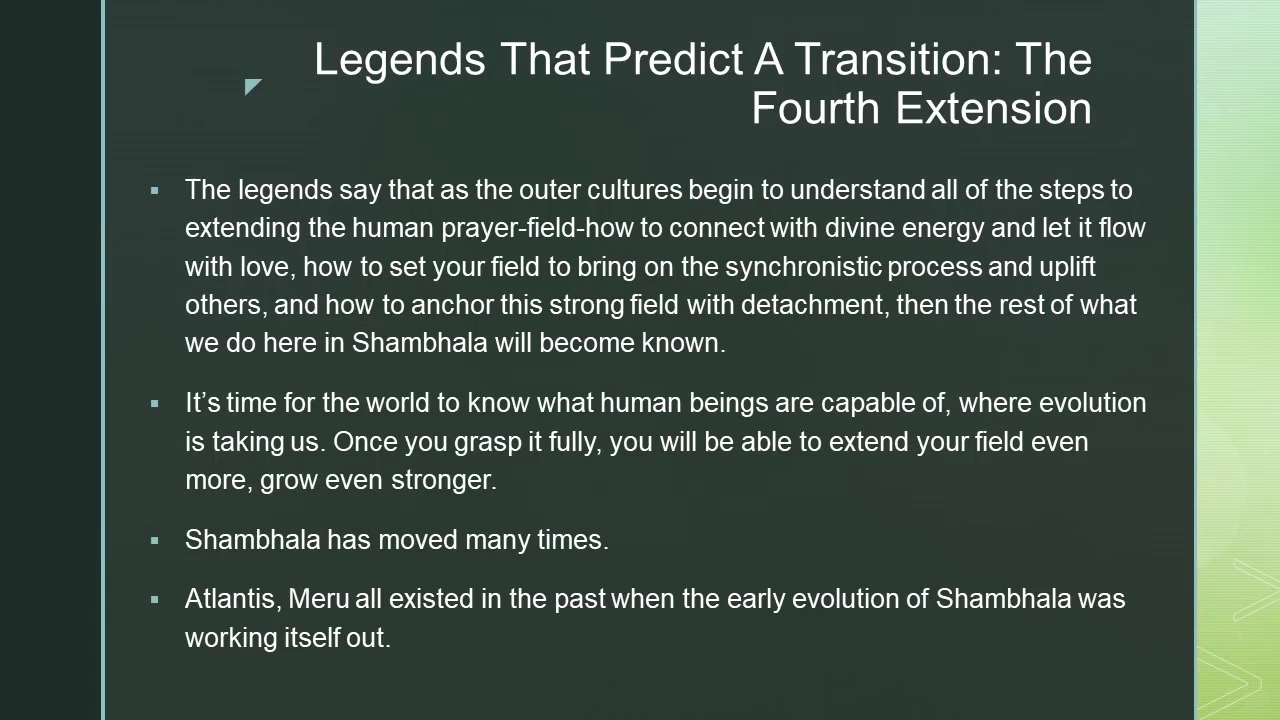 Legends That Predict A Transition: The
Fourth Extension
The legends say that as the outer cultures begin to understand all of the steps to
extending the human prayer-field-how to connect with divine energy and let it flow
with love, how to set your field to bring on the synchronistic process and uplift
others, and how to anchor this strong field with detachment, then the rest of what
we do here in Shambhala will become known.
It’s time for the world to know what human beings are capable of, where evolution
is taking us. Once you grasp it fully, you will be able to extend your field even
more, grow even stronger.
Shambhala has moved many times.
Atlantis, Meru all existed in the past when the early evolution of Shambhala was
working itself out.